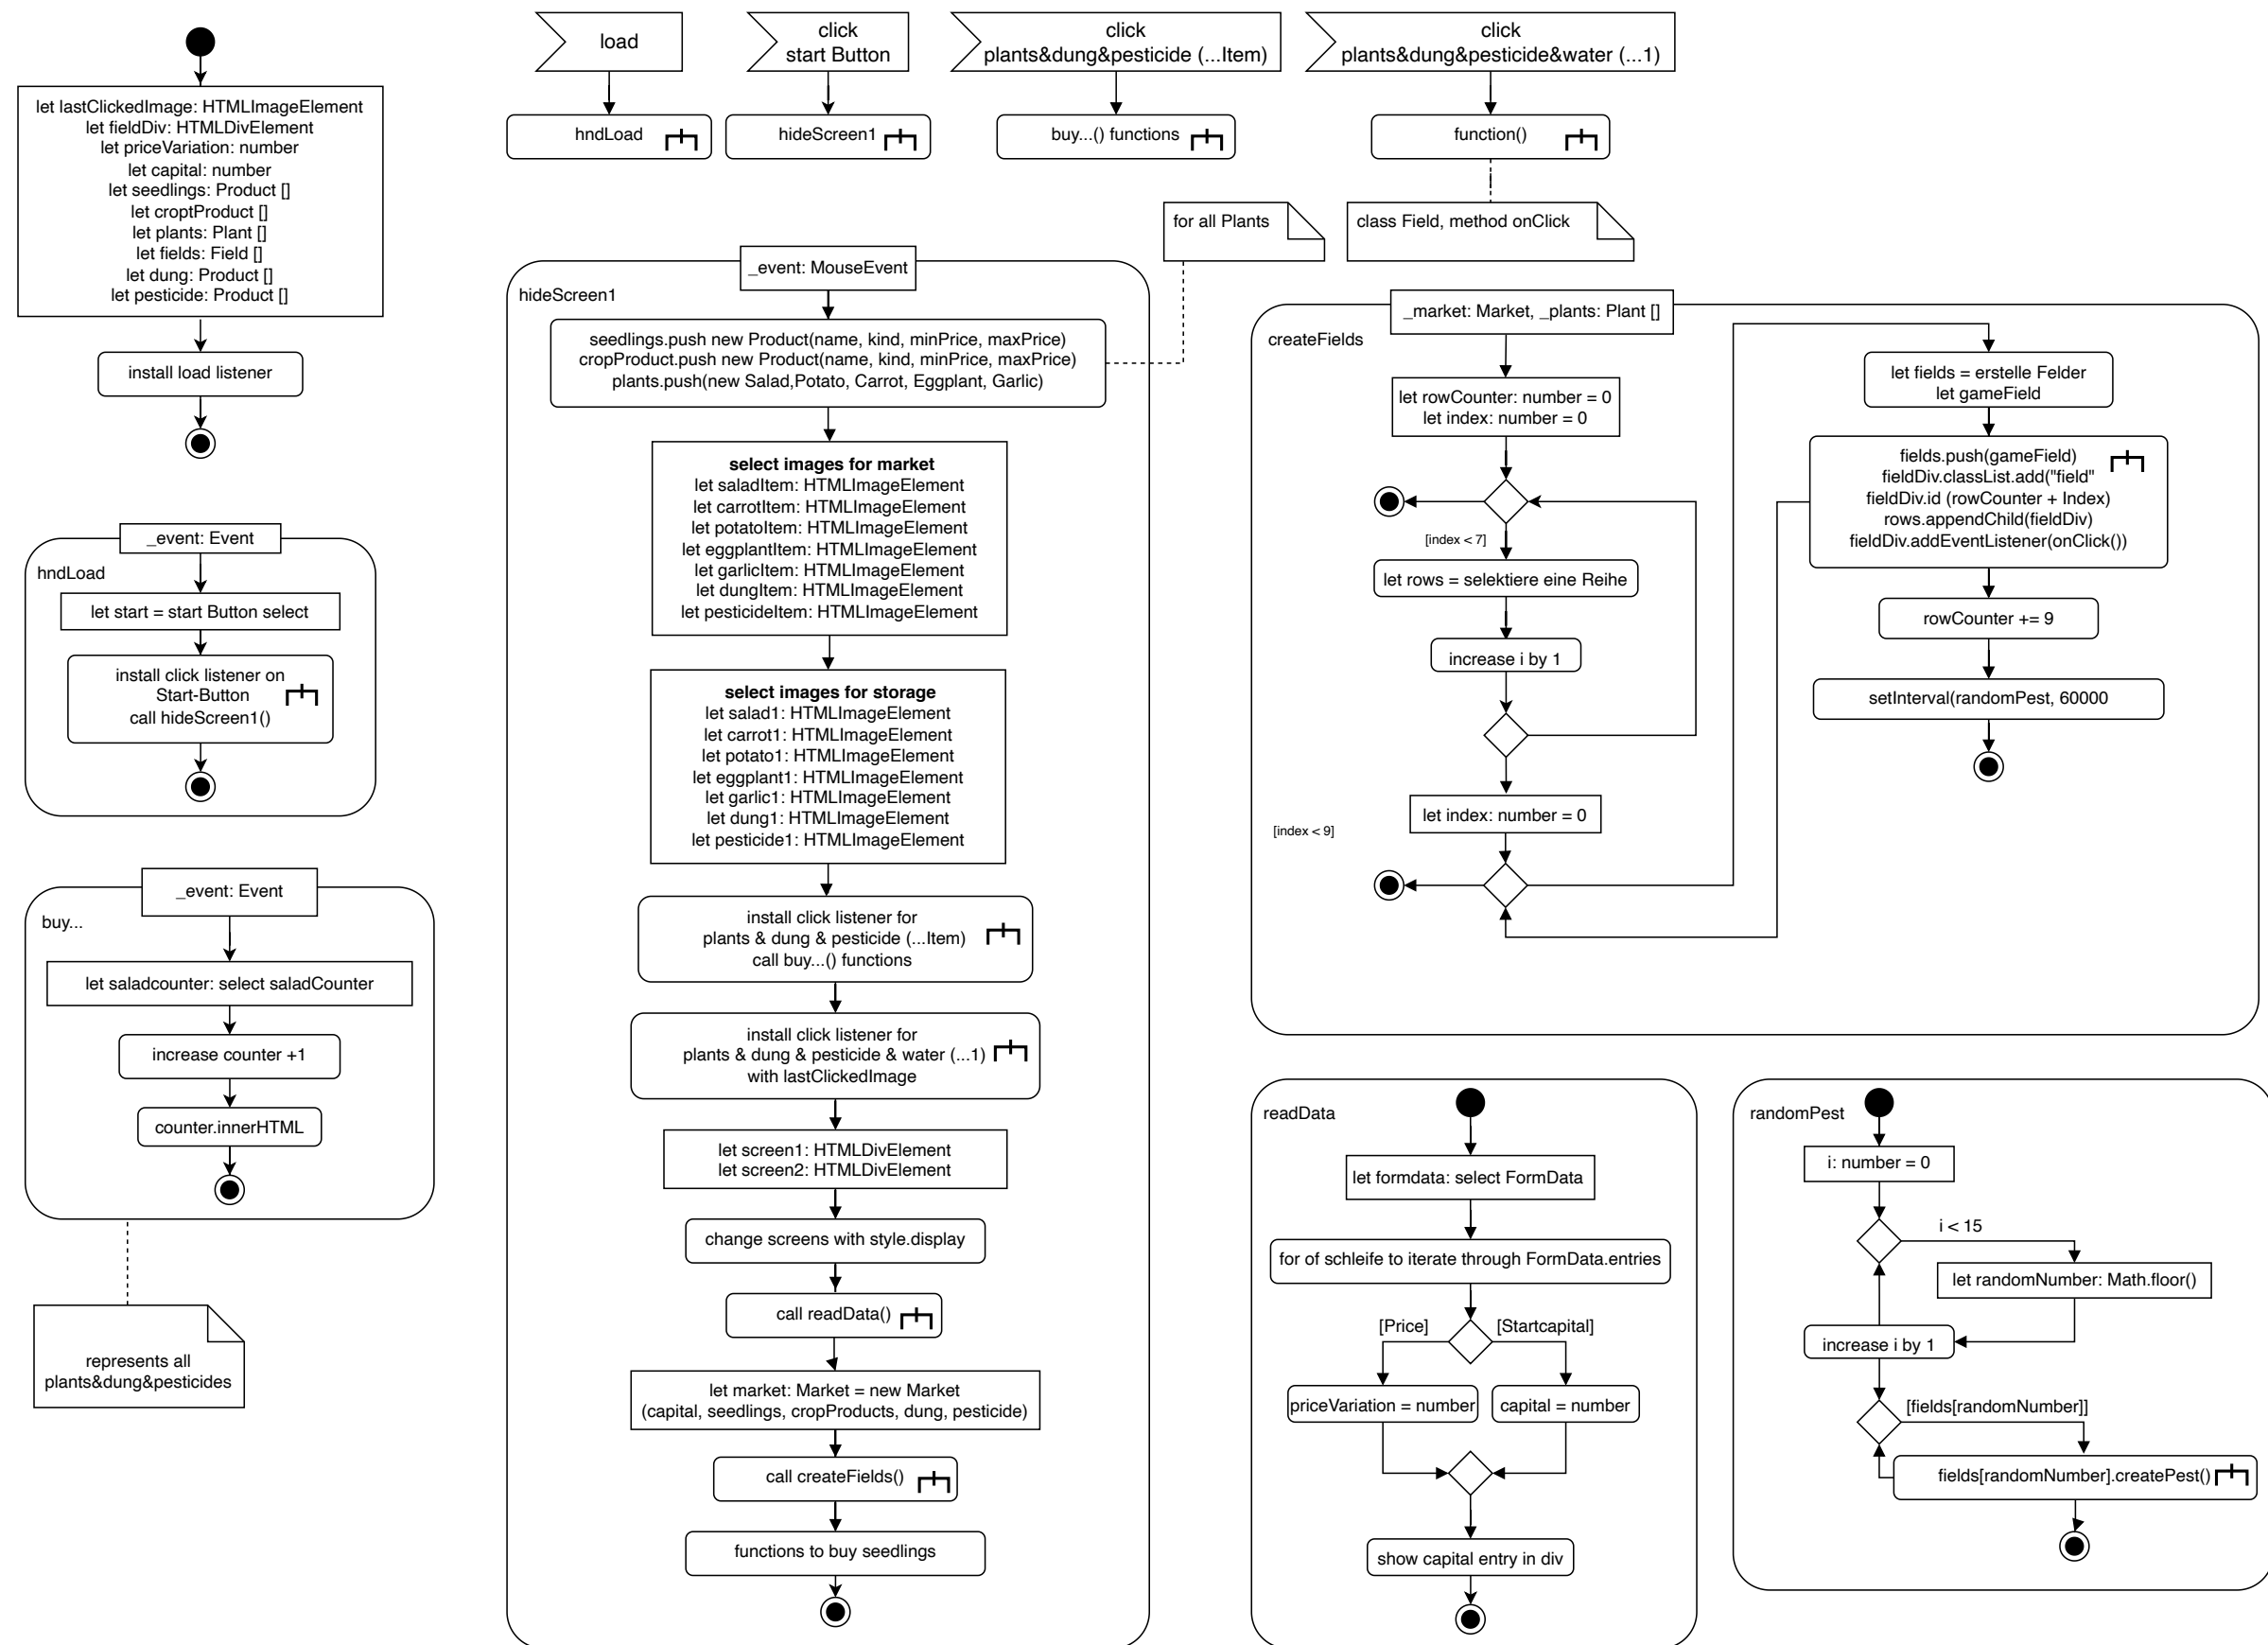 let lastClickedImage: HTMLImageElement
let fieldDiv: HTMLDivElement
let priceVariation: number
let capital: number
let seedlings: Product []
let croptProduct []
let plants: Plant []
let fields: Field []
let dung: Product []
let pesticide: Product []
install load listener
load
hndLoad
click
start Button
hideScreen1
click
plants&dung&pesticide (...Item)
buy...() functions
click
plants&dung&pesticide&water (...1)
function()
for all Plants
class Field, method onClick
_event: Event
hndLoad
let start = start Button select
install click listener on
Start-Button
call hideScreen1()
_event: Event
buy...
let saladcounter: select saladCounter
increase counter +1
counter.innerHTML
represents all
plants&dung&pesticides
_event: MouseEvent
hideScreen1
seedlings.push new Product(name, kind, minPrice, maxPrice)
cropProduct.push new Product(name, kind, minPrice, maxPrice)
plants.push(new Salad,Potato, Carrot, Eggplant, Garlic)
select images for market
let saladItem: HTMLImageElement
let carrotItem: HTMLImageElement
let potatoItem: HTMLImageElement
let eggplantItem: HTMLImageElement
let garlicItem: HTMLImageElement
let dungItem: HTMLImageElement
let pesticideItem: HTMLImageElement
select images for storage
let salad1: HTMLImageElement
let carrot1: HTMLImageElement
let potato1: HTMLImageElement
let eggplant1: HTMLImageElement
let garlic1: HTMLImageElement
let dung1: HTMLImageElement
let pesticide1: HTMLImageElement
install click listener for
plants & dung & pesticide (...Item)
call buy...() functions
install click listener for
plants & dung & pesticide & water (...1)
with lastClickedImage
let screen1: HTMLDivElement
let screen2: HTMLDivElement
change screens with style.display
call readData()
let market: Market = new Market
(capital, seedlings, cropProducts, dung, pesticide)
call createFields()
functions to buy seedlings
_market: Market, _plants: Plant []
createFields
let rowCounter: number = 0
let index: number = 0
[index < 7]
let rows = selektiere eine Reihe
increase i by 1
let index: number = 0
[index < 9]
let fields = erstelle Felder
let gameField
fields.push(gameField)
fieldDiv.classList.add("field"
fieldDiv.id (rowCounter + Index)
rows.appendChild(fieldDiv)
fieldDiv.addEventListener(onClick())
rowCounter += 9
setInterval(randomPest, 60000
readData
let formdata: select FormData
for of schleife to iterate through FormData.entries
[Price]
[Startcapital]
priceVariation = number
capital = number
show capital entry in div
randomPest
i: number = 0
i < 15
let randomNumber: Math.floor()
increase i by 1
[fields[randomNumber]]
fields[randomNumber].createPest()